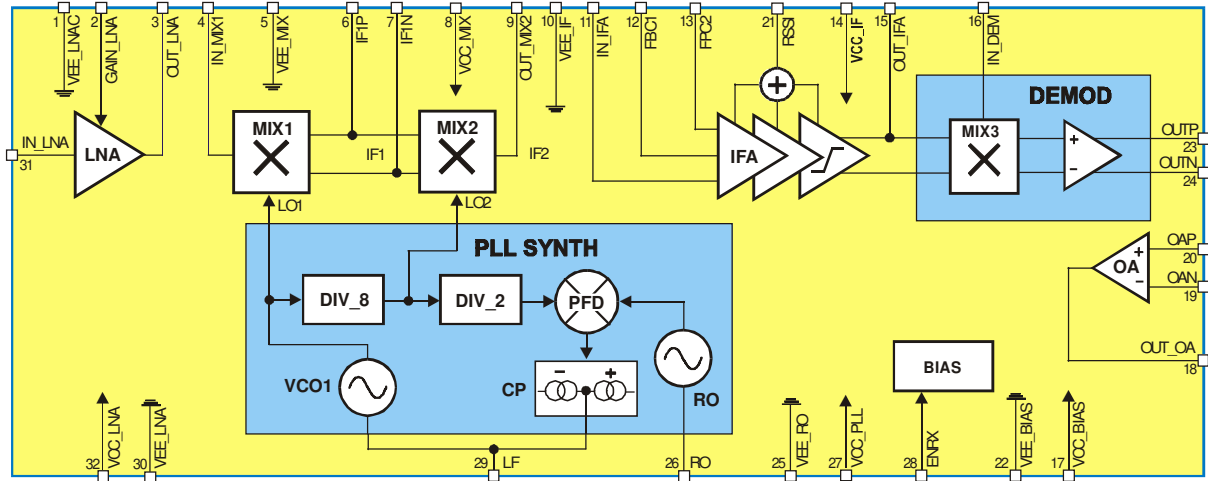 1 2 3 4 5 6 7 8 9 10 11 12 13 21 14 15 16
VEE_LNAC
GAIN_LNA
OUT_LNA
IN_MIX1
VEE_MIX
IF1P
IF1N
VCC_MIX
OUT_MIX2
VEE_IF
IN_IFA
FBC1
FPC2
RSSI
VCC_IF
OUT_IFA
IN_DEM
DEMOD
+
MIX1
MIX2
MIX3
IN_LNA
31
LNA
IF1
IF2
IFA
+
−
OUTP
23
OUTN
24
LO1
LO2
PLL SYNTH
OAP
20
OAN
19
OA
+
−
DIV_8
DIV_2
PFD
OUT_OA
18
VCO1
CP
− +
RO
BIAS
VCC_LNA
VEE_LNA
LF
RO
VEE_RO
VCC_PLL
ENRX
VEE_BIAS
VCC_BIAS
32 30 29 26 25 27 28 22 17